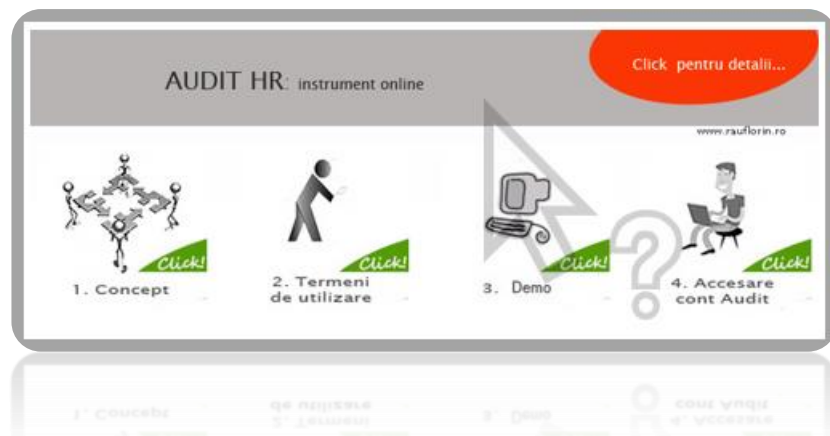 AUDIT HR: instrument online
Click pentru detalii...
www.rauflorin.ro
Click!
Click!
Click!
Click!
1. Concept
2. Termeni
de utilizare
3. Demo
4. Accesare
cont Audit